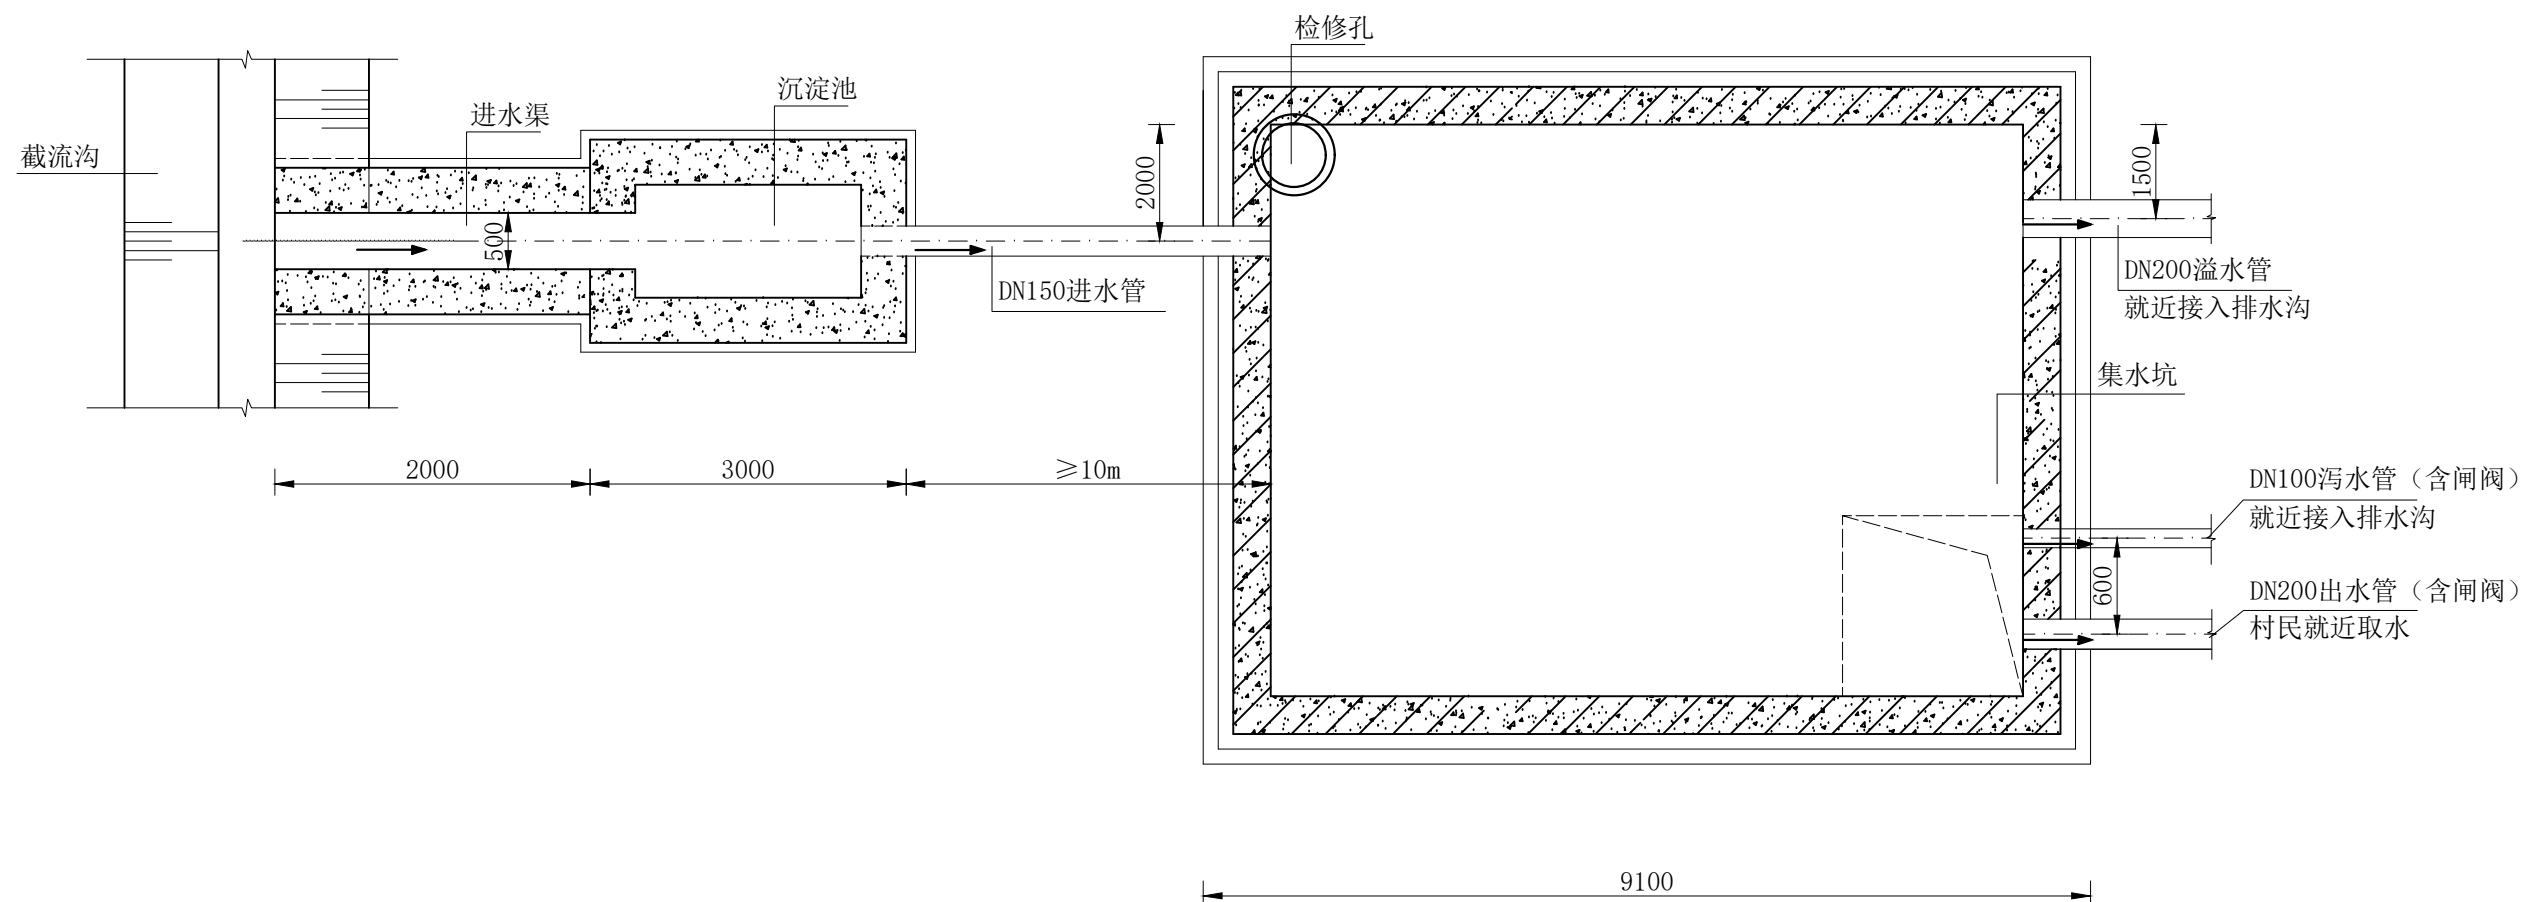 检修孔
沉淀池
进水渠
截流沟
500
2000
1500
DN150进水管
DN200溢水管
就近接入排水沟
集水坑
2000
3000
≥10m
DN100泻水管（含闸阀）
就近接入排水沟
600
DN200出水管（含闸阀）
村民就近取水
9100